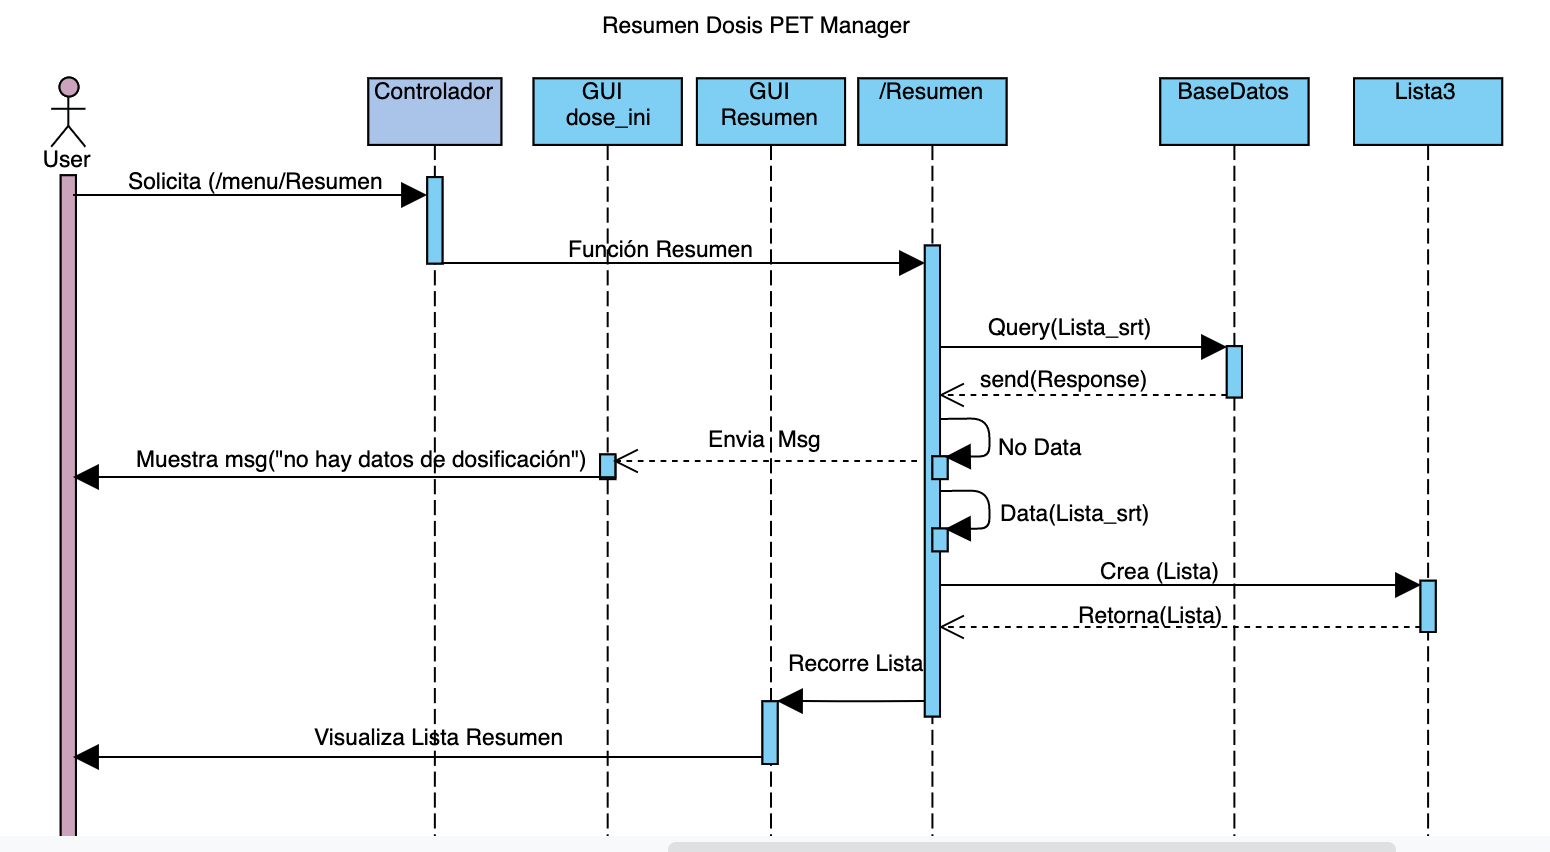 Resumen Dosis PET Manager
User
Controlador
GUI
dose_ini
GUI
Resumen
/Resumen
BaseDatos
Lista3
Solicita (/menu/Resumen
Función Resumen
Query(Lista_srt)
send(Response)
Envia Msg
No Data
Muestra msg("no hay datos de dosificación")
Data(Lista_srt)
Crea (Lista)
Retorna(Lista)
Recorre Lista
Visualiza Lista Resumen